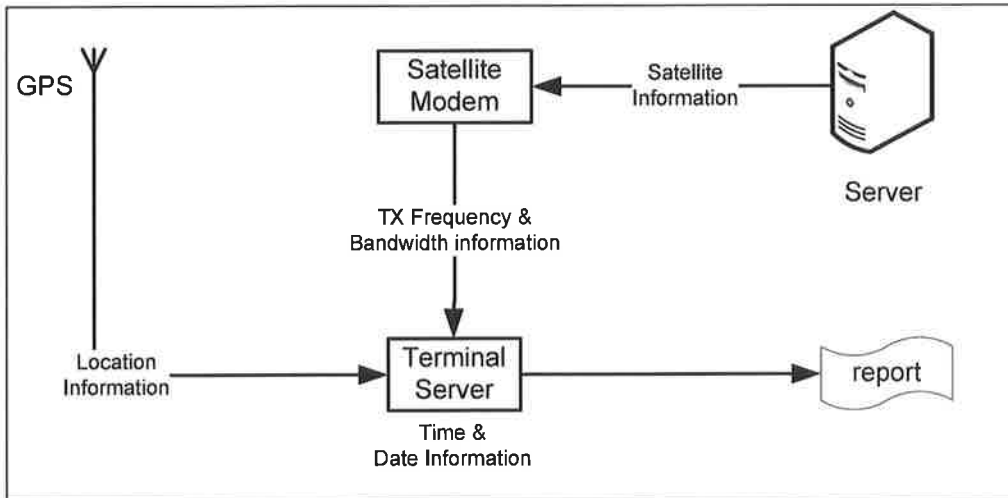 GPS
Satellite
Modem
Satellite
Information
Server
TX Frequency &
Bandwidth information
Location
Information
Terminal
Server
report
Time &
Date Information